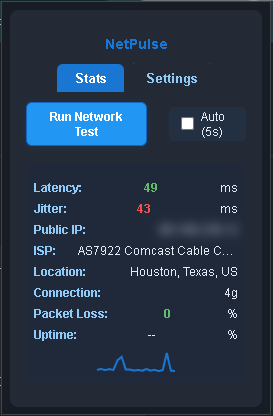 NetPulse
Stats Settings
Run Network
Test
Auto
(5s)
Latency: 49 ms
Jitter: 43 ms
Public IP:
ISP: AS7922 Comcast Cable C...
Location: Houston, Texas, US
Connection: 4g
Packet Loss: 0 %
Uptime: -- %